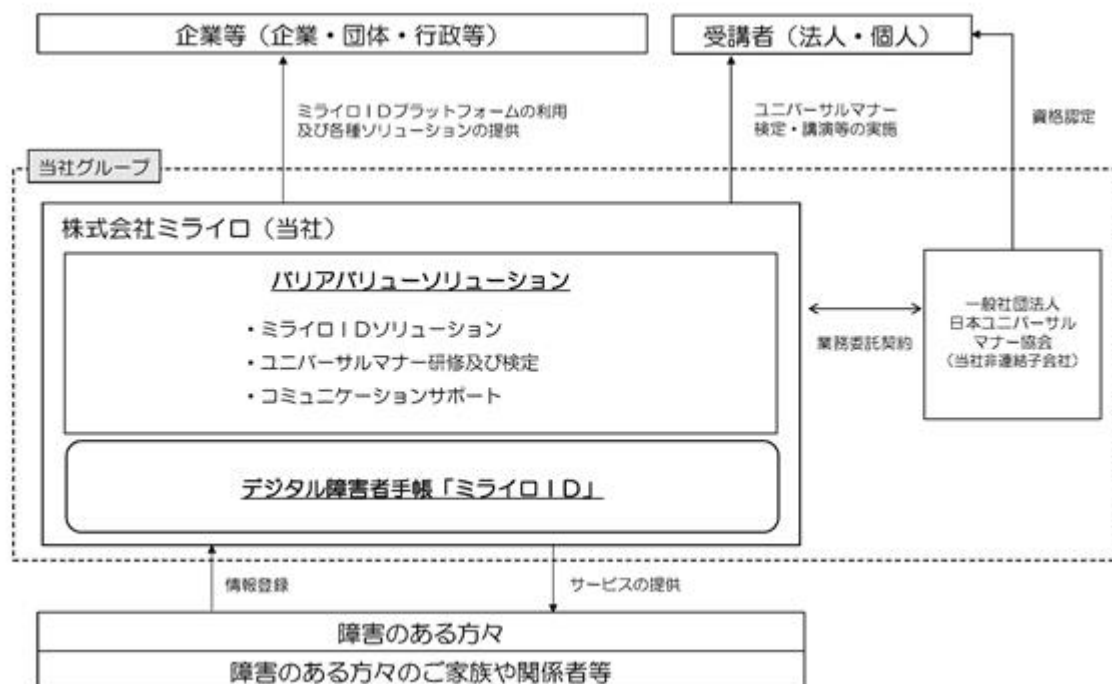 企業等（企業・団体・行政等）
受講者（法人・個人）
ミライロＩＤプラットフォームの利用
及び各種ソリューションの提供
ユニバーサルマナー
検定・講演等の実施
資格認定
当社グループ
株式会社ミライロ（当社）
バリアバリューソリューション
・ミライロＩＤソリューション
・ユニバーサルマナー研修及び検定
・コミュニケーションサポート
業務委託契約
一般社団法人
日本ユニバーサル
マナー協会
（当社非連結子会社）
デジタル障害者手帳「ミライロＩＤ」
情報登録
サービスの提供
障害のある方々
障害のある方々のご家族や関係者等